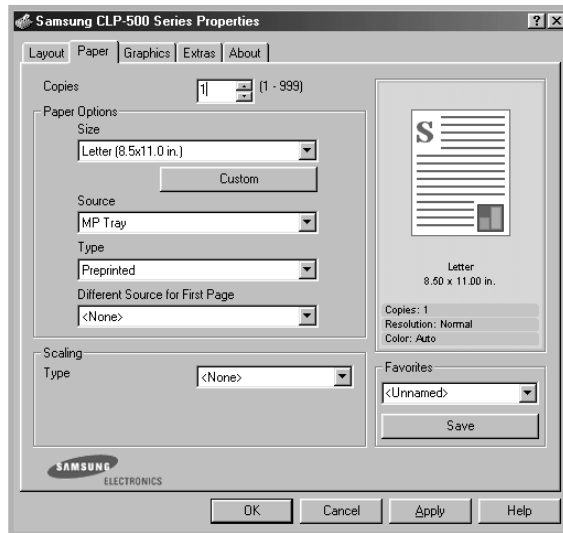 Samsung CLP-500 Series Properties
Layout Paper Graphics Extras About
Copies 1 (1 - 999)
Paper Options
Size
Letter (8.5x11.0 in.)
Custom
Source
MP Tray
Type
Preprinted
Different Source for First Page
<None>
Scaling
Type <None>
S
Letter
8.50 x 11.00 in.
Copies: 1
Resolution: Normal
Color: Auto
Favorites
<Unnamed>
Save
SAMSUNG
ELECTRONICS
OK Cancel Apply Help